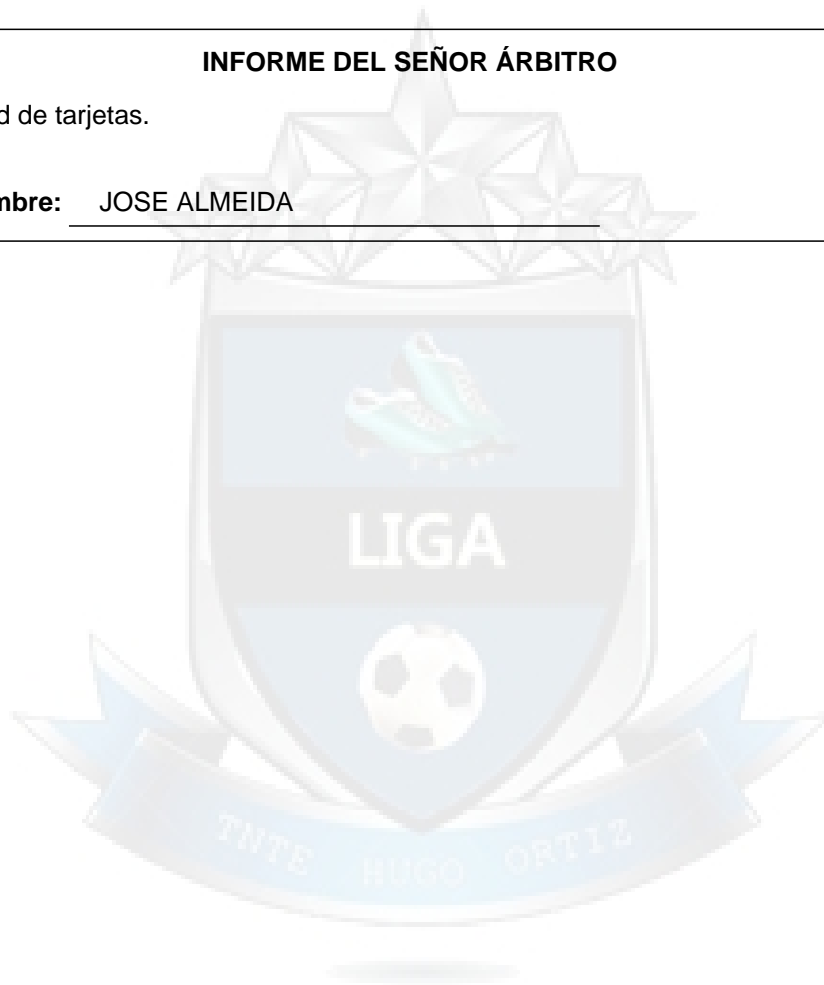 INFORME DEL SEÑOR ÁRBITRO
d de tarjetas.
mbre: JOSE ALMEIDA
LIGA
TNTE HUGO ORTIZ